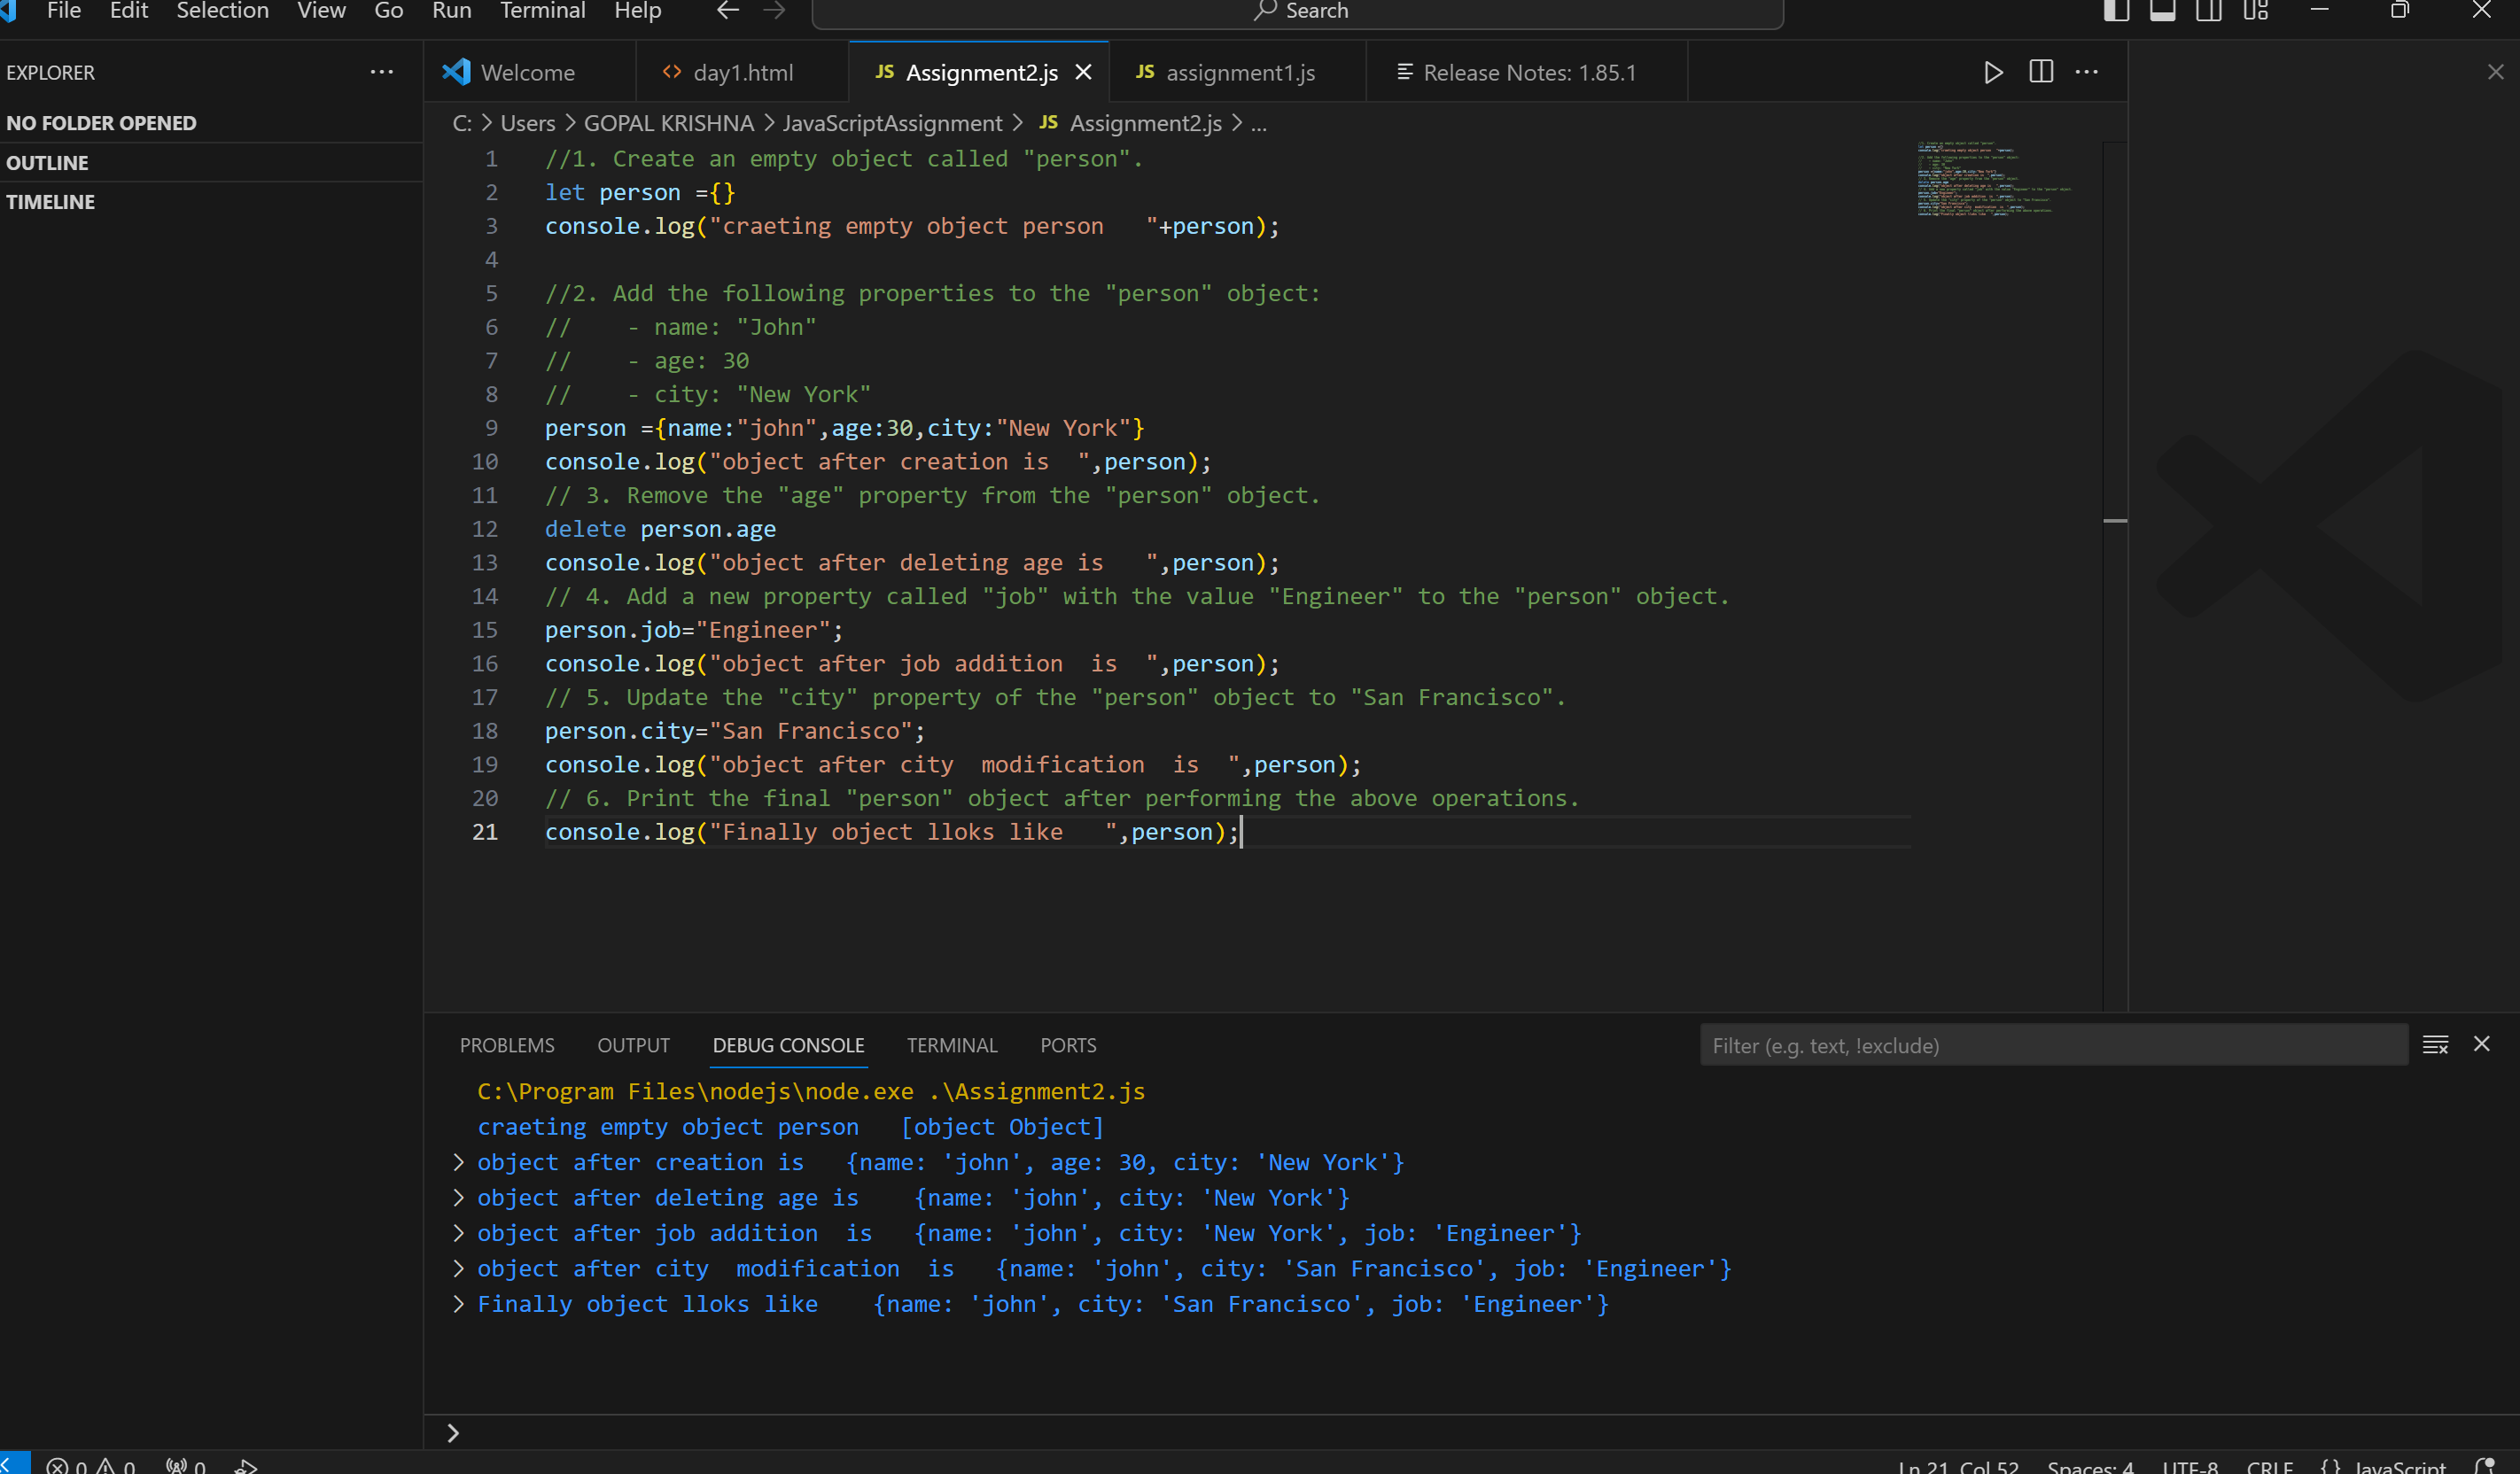 File Edit Selection View Go Run Terminal Help Search
EXPLORER
NO FOLDER OPENED
OUTLINE
TIMELINE
Welcome day1.html JS Assignment2.js JS assignment1.js Release Notes: 1.85.1
C: > Users > GOPAL KRISHNA > JavaScriptAssignment > JS Assignment2.js > ...
1 //1. Create an empty object called "person".
2 let person ={}
3 console.log("craeting empty object person   "+person);
4
5 //2. Add the following properties to the "person" object:
6 //    - name: "John"
7 //    - age: 30
8 //    - city: "New York"
9 person ={name:"john",age:30,city:"New York"}
10 console.log("object after creation is  ",person);
11 // 3. Remove the "age" property from the "person" object.
12 delete person.age
13 console.log("object after deleting age is   ",person);
14 // 4. Add a new property called "job" with the value "Engineer" to the "person" object.
15 person.job="Engineer";
16 console.log("object after job addition  is  ",person);
17 // 5. Update the "city" property of the "person" object to "San Francisco".
18 person.city="San Francisco";
19 console.log("object after city  modification  is  ",person);
20 // 6. Print the final "person" object after performing the above operations.
21 console.log("Finally object lloks like   ",person);
PROBLEMS OUTPUT DEBUG CONSOLE TERMINAL PORTS Filter (e.g. text, !exclude)
C:\Program Files\nodejs\node.exe .\Assignment2.js
craeting empty object person   [object Object]
> object after creation is   {name: 'john', age: 30, city: 'New York'}
> object after deleting age is    {name: 'john', city: 'New York'}
> object after job addition  is   {name: 'john', city: 'New York', job: 'Engineer'}
> object after city  modification  is   {name: 'john', city: 'San Francisco', job: 'Engineer'}
> Finally object lloks like    {name: 'john', city: 'San Francisco', job: 'Engineer'}
>
0 0 0 Ln 21, Col 52 Spaces: 4 UTF-8 CRLF {} JavaScript